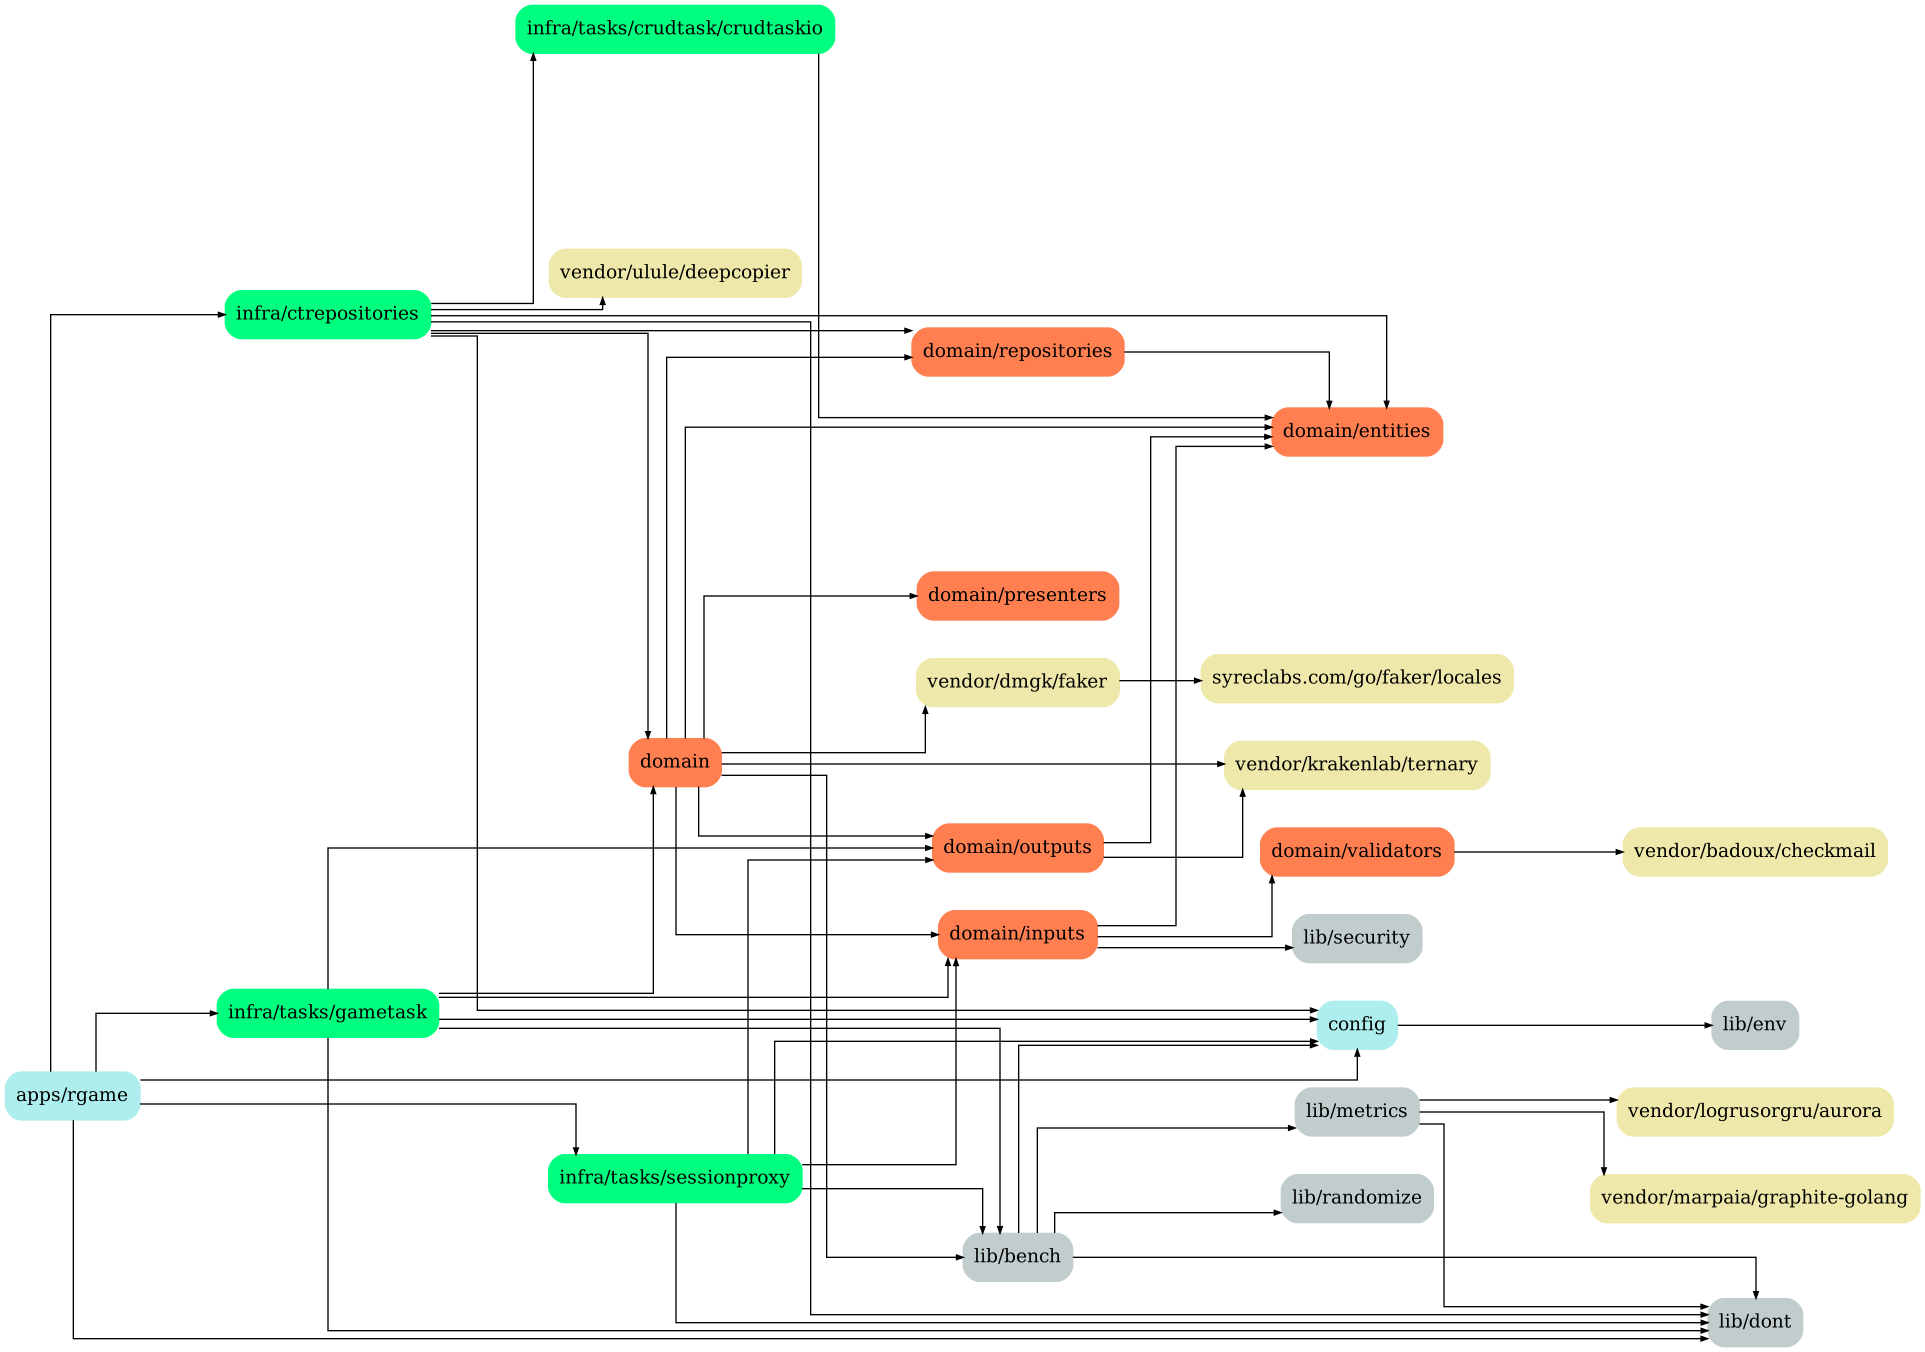 infra/tasks/crudtask/crudtaskio
vendor/ulule/deepcopier
infra/ctrepositories
domain/repositories
domain/entities
domain/presenters
vendor/dmgk/faker
syreclabs.com/go/faker/locales
domain
vendor/krakenlab/ternary
domain/outputs
domain/validators
vendor/badoux/checkmail
domain/inputs
lib/security
infra/tasks/gametask
config
lib/env
apps/rgame
lib/metrics
vendor/logrusorgru/aurora
infra/tasks/sessionproxy
lib/randomize
vendor/marpaia/graphite-golang
lib/bench
lib/dont